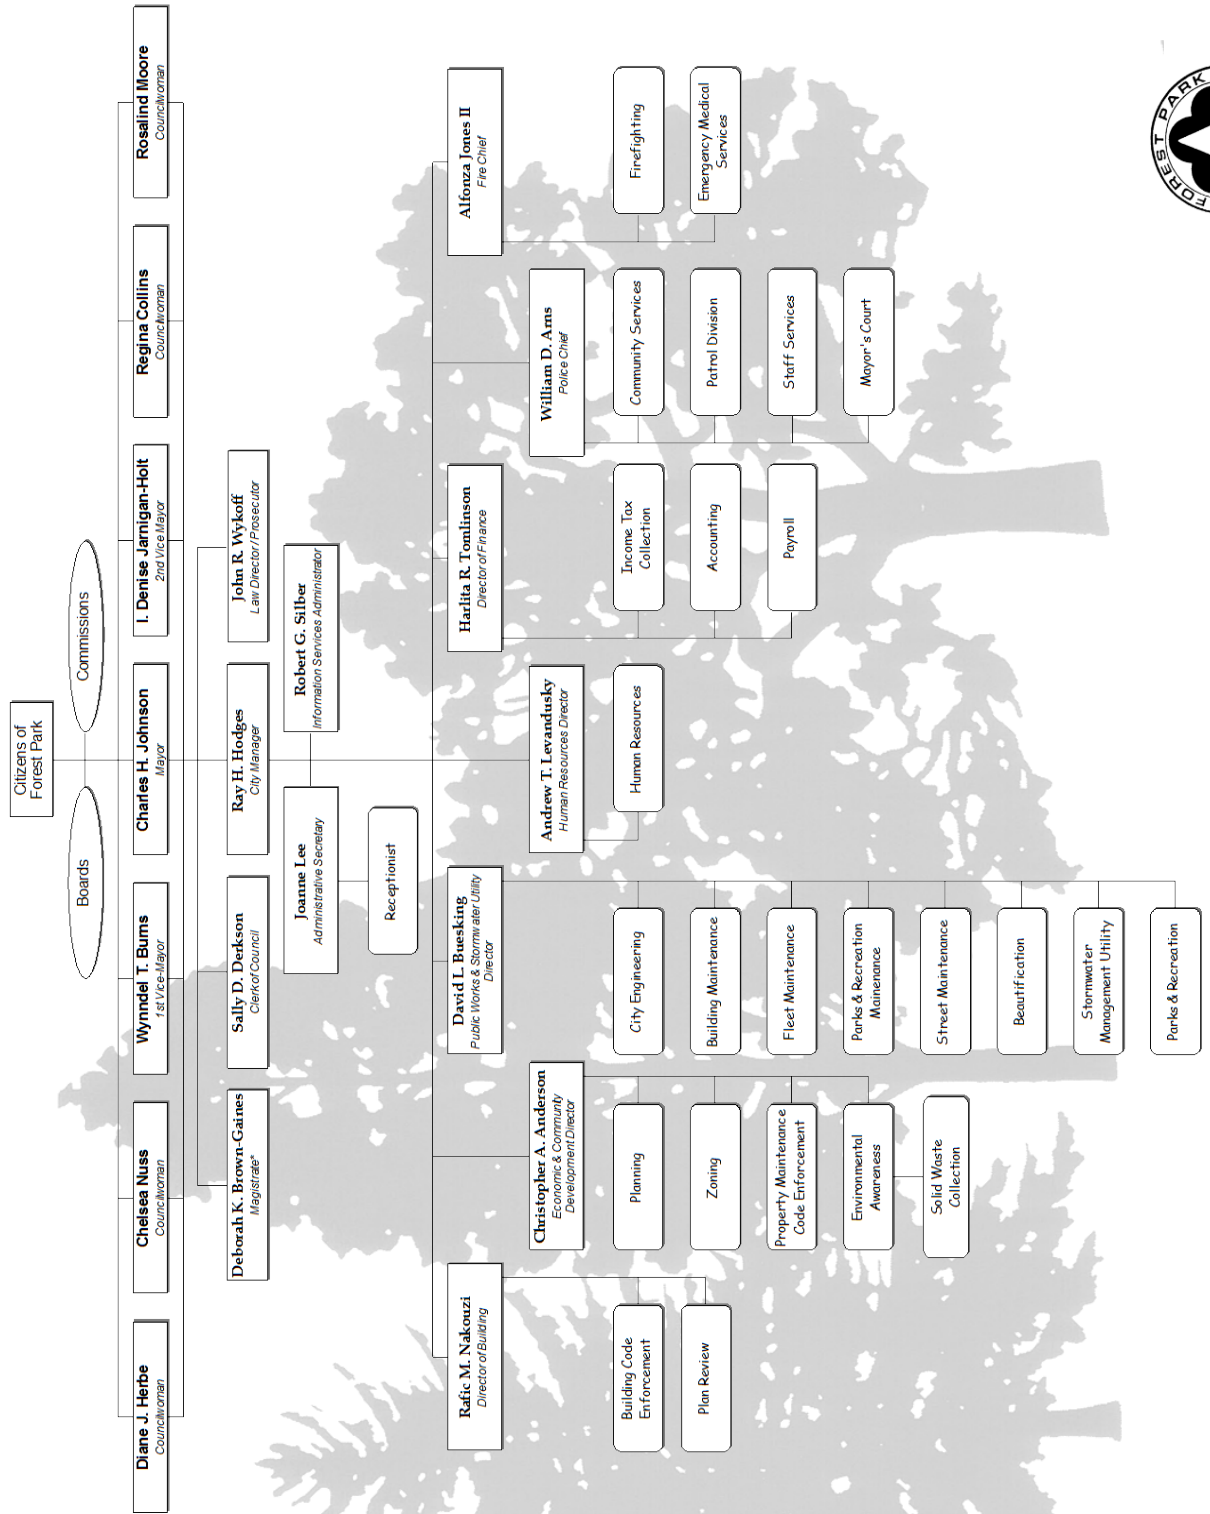 Citizens of
Forest Park
Boards
Commissions
Diane J. Herbe
Councilwoman
Chelsea Nuss
Councilwoman
Wynndel T. Burns
1st Vice-Mayor
Charles H. Johnson
Mayor
I. Denise Jarnigan-Holt
2nd Vice Mayor
Regina Collins
Councilwoman
Rosalind Moore
Councilwoman
Deborah K. Brown-Gaines
Magistrate*
Sally D. Derkson
Clerk of Council
Ray H. Hodges
City Manager
John R. Wykoff
Law Director/Prosecutor
Joanne Lee
Administrative Secretary
Robert G. Silber
Information Services Administrator
Receptionist
Rafic M. Nakouzi
Director of Building
Building Code
Enforcement
Plan Review
Christopher A. Anderson
Economic & Community
Development Director
Planning
Zoning
Property Maintenance
Code Enforcement
Environmental
Awareness
Solid Waste
Collection
David L. Buesking
Public Works & Stormwater Utility
Director
City Engineering
Building Maintenance
Fleet Maintenance
Parks & Recreation
Mainenance
Street Maintenance
Beautification
Stormwater
Management Utility
Parks & Recreation
Andrew T. Levandusky
Human Resources Director
Human Resources
Harlita R. Tomlinson
Director of Finance
Income Tax
Collection
Accounting
Payroll
William D. Arns
Police Chief
Community Services
Patrol Division
Staff Services
Mayor's Court
Alfonza Jones II
Fire Chief
Firefighting
Emergency Medical
Services
FOREST PARK